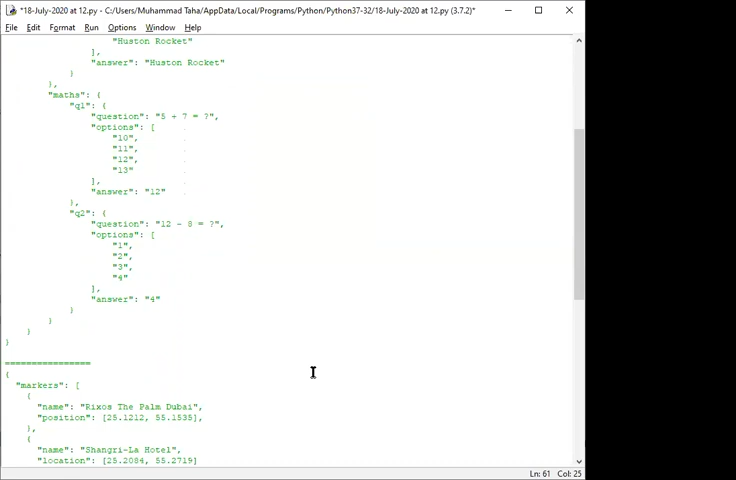 *18-July-2020 at 12.py - C:/Users/Muhammad Taha/AppData/Local/Programs/Python/Python37-32/18-July-2020 at 12.py (3.7.2)*
File Edit Format Run Options Window Help
"Huston Rocket"
],
"answer": "Huston Rocket"
}
},
"maths": {
"q1": {
"question": "5 + 7 = ?",
"options": [
"10",
"11",
"12",
"13"
],
"answer": "12"
},
"q2": {
"question": "12 - 8 = ?",
"options": [
"1",
"2",
"3",
"4"
],
"answer": "4"
}
}
}
}
================
{
"markers": [
{
"name": "Rixos The Palm Dubai",
"position": [25.1212, 55.1535],
},
{
"name": "Shangri-La Hotel",
"location": [25.2084, 55.2719]
Ln: 61 Col: 25